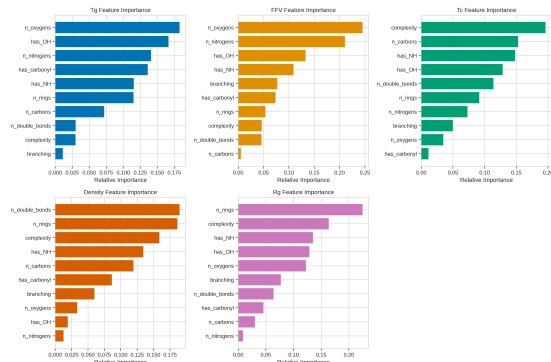 Tg Feature Importance
n_oxygens
has_OH
n_nitrogens
has_carbonyl
has_NH
n_rings
n_carbons
n_double_bonds
complexity
branching
0.000 0.025 0.050 0.075 0.100 0.125 0.150 0.175
Relative Importance
FFV Feature Importance
n_oxygens
n_nitrogens
has_OH
has_NH
branching
has_carbonyl
n_rings
complexity
n_double_bonds
n_carbons
0.00 0.05 0.10 0.15 0.20 0.25
Relative Importance
Tc Feature Importance
complexity
n_carbons
has_NH
has_OH
n_double_bonds
n_rings
n_nitrogens
branching
n_oxygens
has_carbonyl
0.00 0.05 0.10 0.15 0.20
Relative Importance
Density Feature Importance
n_double_bonds
n_rings
complexity
has_NH
n_carbons
has_carbonyl
branching
n_oxygens
has_OH
n_nitrogens
0.000 0.025 0.050 0.075 0.100 0.125 0.150 0.175
Relative Importance
Rg Feature Importance
n_rings
complexity
has_NH
has_OH
n_oxygens
branching
n_double_bonds
has_carbonyl
n_carbons
n_nitrogens
0.00 0.05 0.10 0.15 0.20
Relative Importance